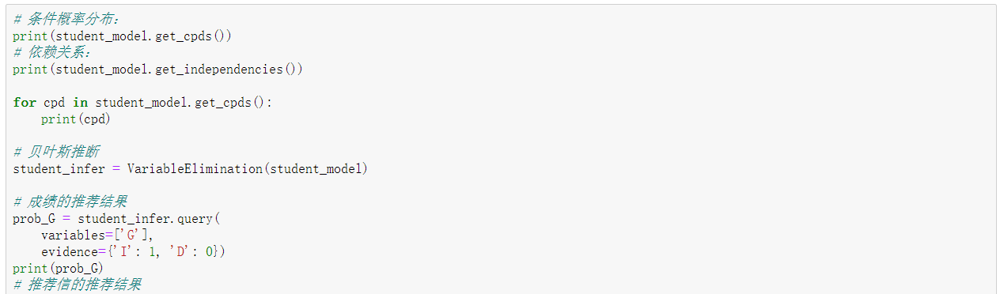 # 条件概率分布：
print(student_model.get_cpds())
# 依赖关系：
print(student_model.get_independencies())
for cpd in student_model.get_cpds():
    print(cpd)
# 贝叶斯推断
student_infer = VariableElimination(student_model)
# 成绩的推荐结果
prob_G = student_infer.query(
    variables=['G'],
    evidence={'I': 1, 'D': 0})
print(prob_G)
# 推荐信的推荐结果